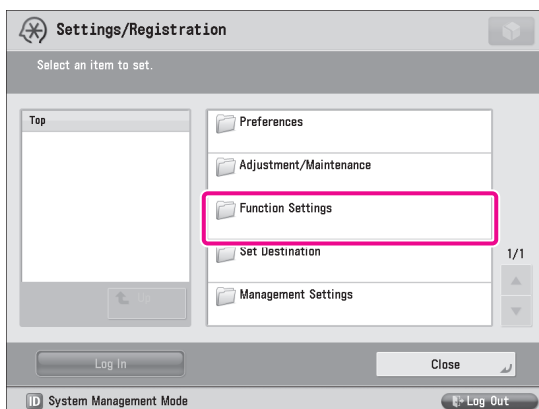 Settings/Registration
Select an item to set.
Top
Preferences
Adjustment/Maintenance
Function Settings
Set Destination
1/1
Up
Management Settings
Log In
Close
ID System Management Mode
Log Out